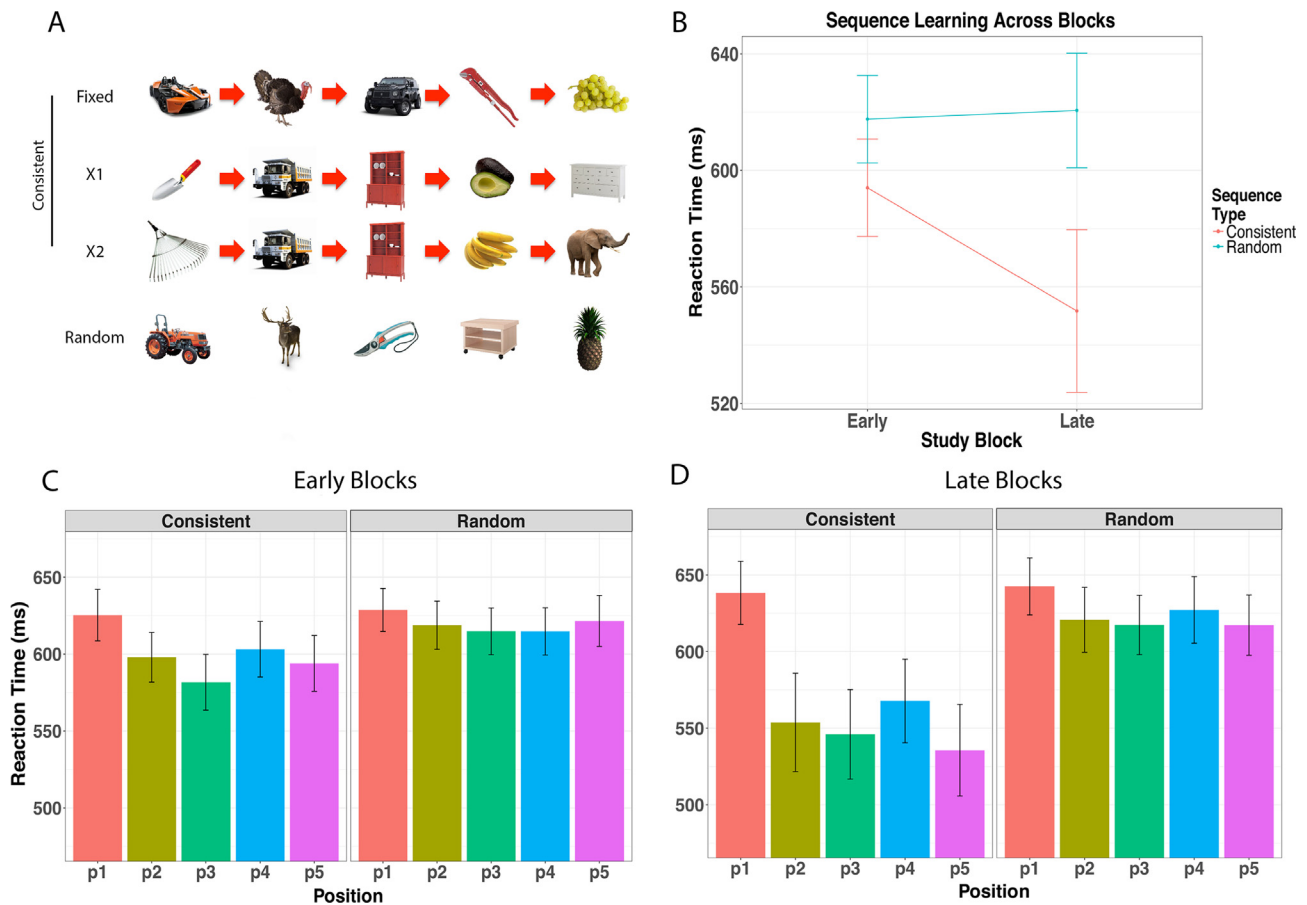 A
Fixed
Consistent
X1
X2
Random
B
Sequence Learning Across Blocks
Reaction Time (ms)
640
600
560
520
Early
Late
Study Block
Sequence
Type
Consistent
Random
C
Early Blocks
Consistent
Random
Reaction Time (ms)
650
600
550
500
p1 p2 p3 p4 p5 p1 p2 p3 p4 p5
Position
D
Late Blocks
Consistent
Random
650
600
550
500
p1 p2 p3 p4 p5 p1 p2 p3 p4 p5
Position